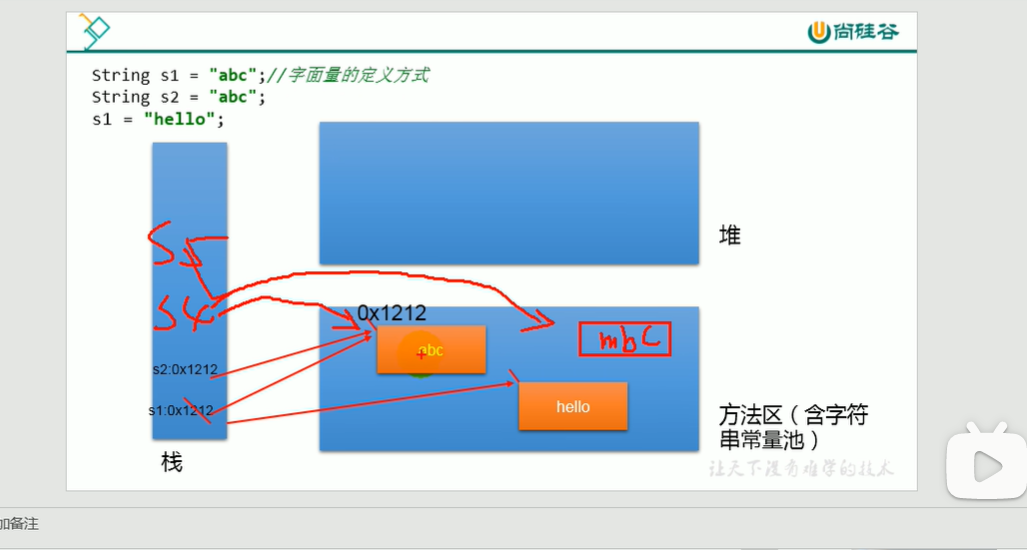 尚硅谷
String s1 = "abc";//字面量的定义方式
String s2 = "abc";
s1 = "hello";
堆
S5
S4
0x1212
abc
mbC
s2:0x1212
s1:0x1212
hello
方法区（含字符
串常量池）
栈
让天下没有难学的技术
加备注